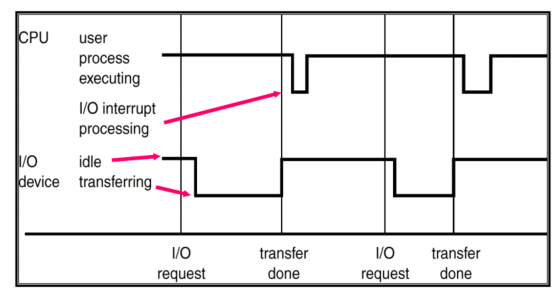 CPU
user
process
executing
I/O interrupt
processing
I/O
device
idle
transferring
I/O
request
transfer
done
I/O
request
transfer
done